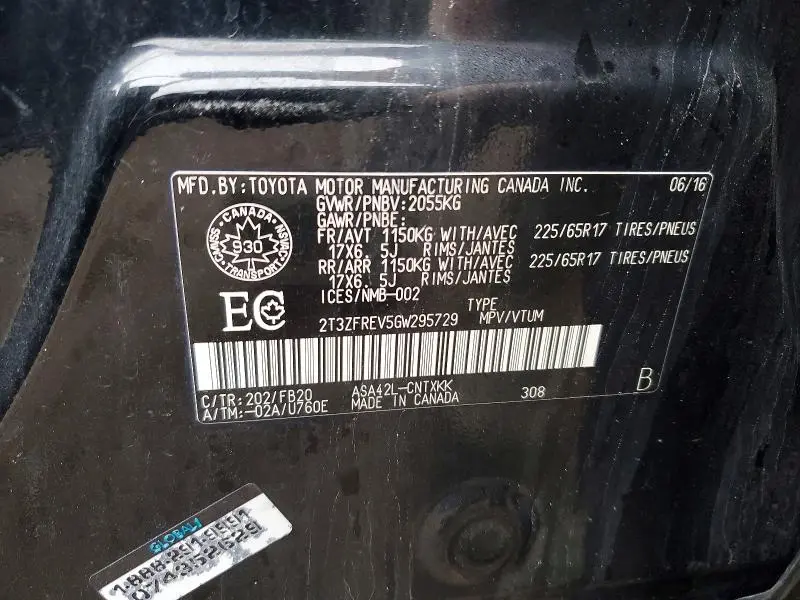 MFD.BY:TOYOTA MOTOR MANUFACTURING CANADA INC. 06/16
GVWR/PNBV:2055KG
GAWR/PNBE:
FR/AVT 1150KG WITH/AVEC 225/65R17 TIRES/PNEUS
17X6.5J RIMS/JANTES
RR/ARR 1150KG WITH/AVEC 225/65R17 TIRES/PNEUS
17X6.5J RIMS/JANTES
ICES/NMB-002
CANADA
CMVSS 930 NSVAC
TRANSPORT
EC
TYPE
2T3ZFREV5GW295729 MPV/VTUM
C/TR:202/FB20 ASA42L-CNTXKK 308 B
A/TM:-02A/U760E MADE IN CANADA
GLOBALI